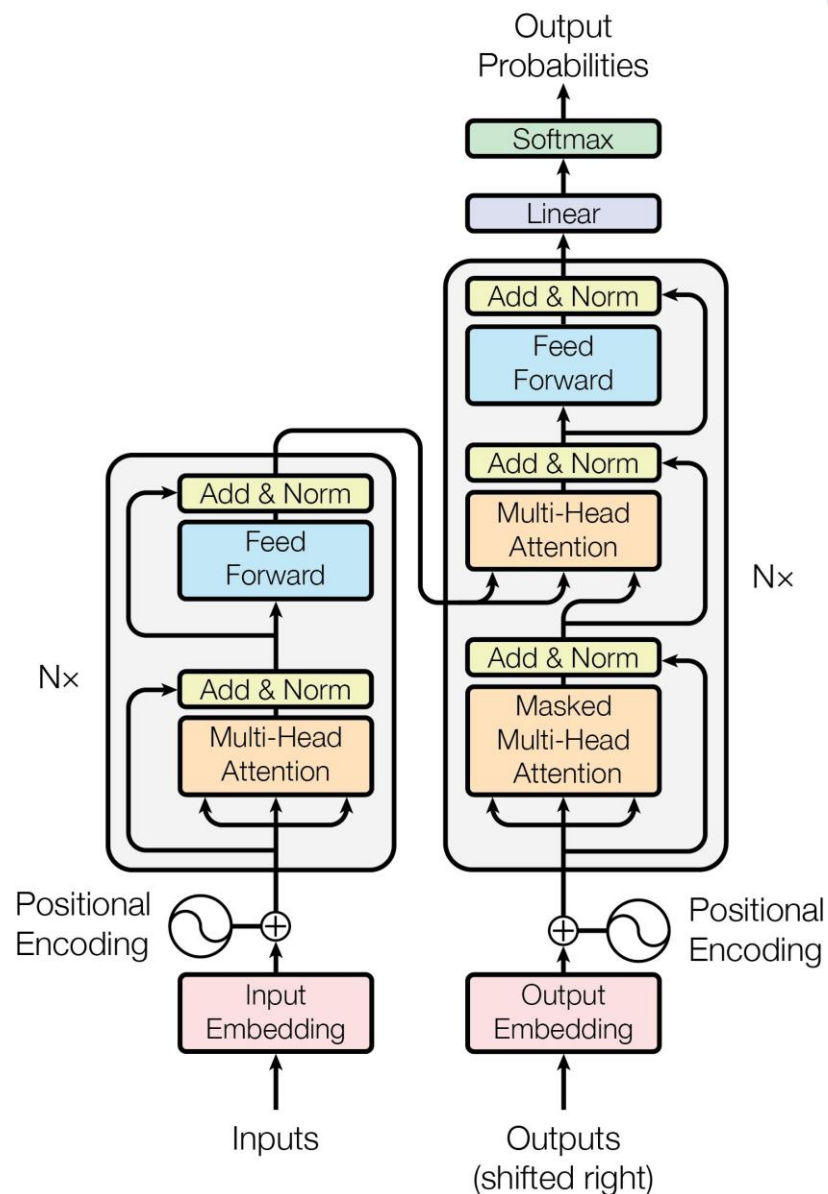 Output
Probabilities
Softmax
Linear
Add & Norm
Feed
Forward
Add & Norm
Multi-Head
Attention
Nx
Add & Norm
Masked
Multi-Head
Attention
Add & Norm
Feed
Forward
Nx
Add & Norm
Multi-Head
Attention
Positional
Encoding
Positional
Encoding
Input
Embedding
Output
Embedding
Inputs
Outputs
(shifted right)